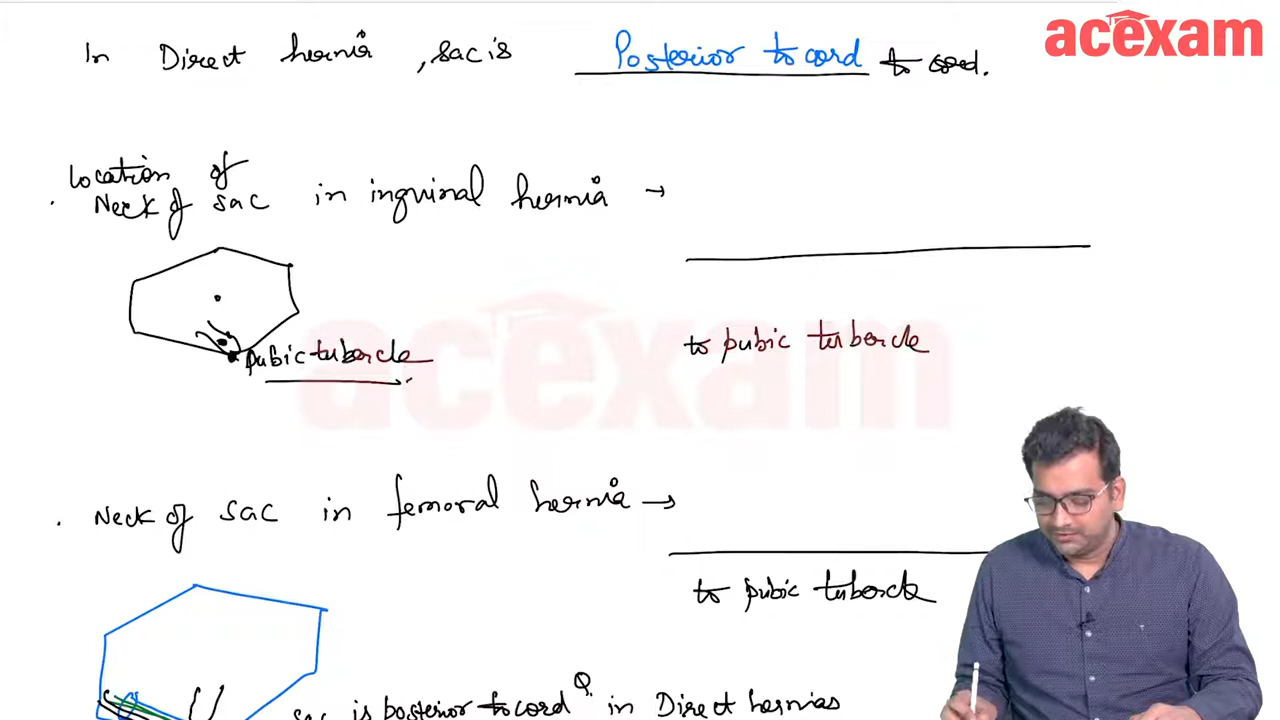 acexam
In Direct hernia, sac is Posterior to cord to cord.
Location of
. Neck of sac in inguinal hernia →
Pubic tubercle
to pubic tubercle
acexam
. Neck of sac in femoral hernia →
to pubic tubercle
sac is posterior to cord Q. in Direct hernias